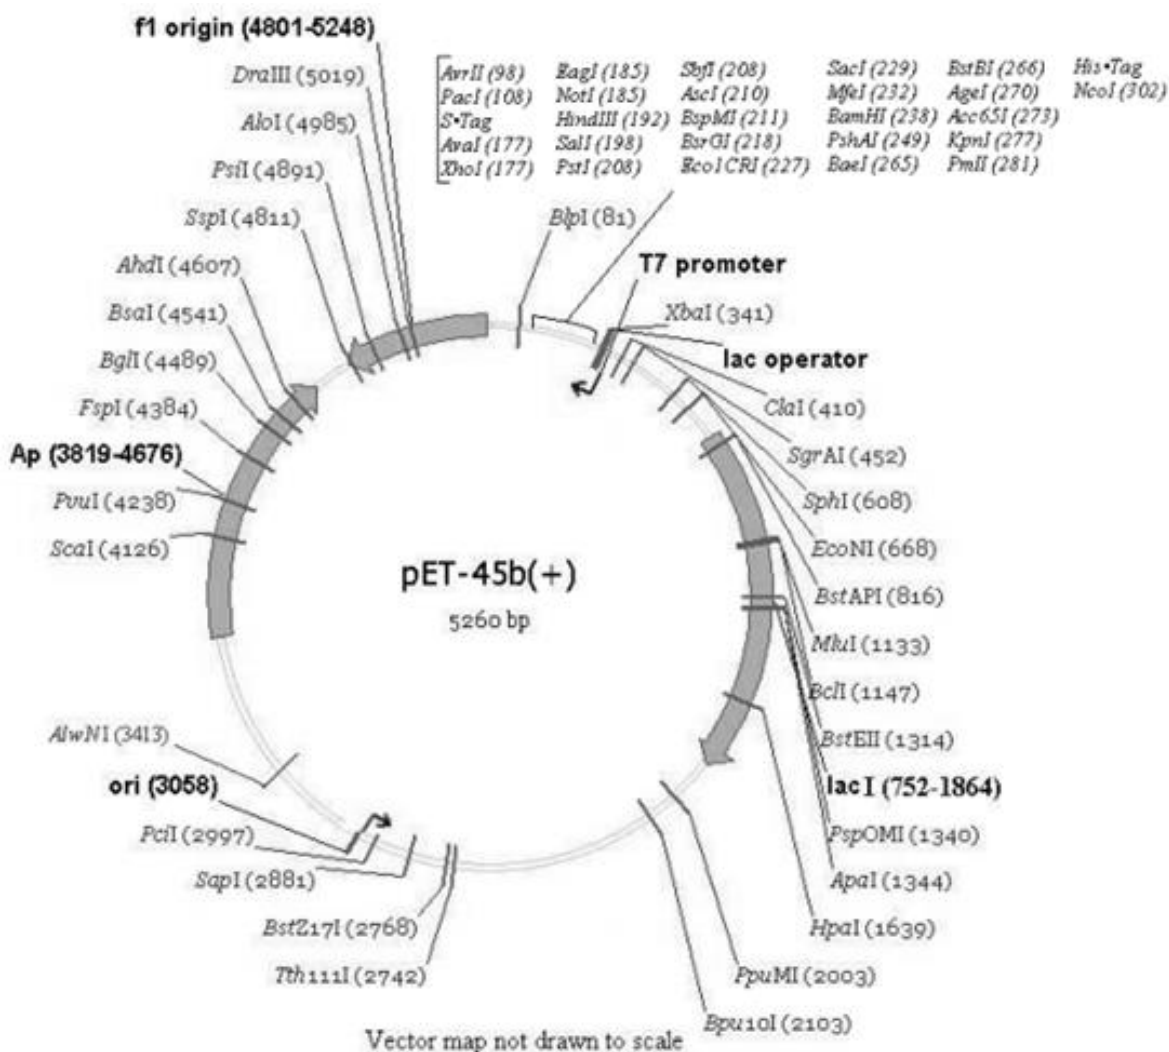 f1 origin (4801-5248)
DraIII (5019)
AloI (4985)
PsiI (4891)
SspI (4811)
AhdI (4607)
BsaI (4541)
BglI (4489)
FspI (4384)
Ap (3819-4676)
PvuI (4238)
ScaI (4126)
AlwNI (3413)
ori (3058)
PciI (2997)
SapI (2881)
BstZ17I (2768)
Tth111I (2742)
AvrII (98) EagI (185) SbfI (208) SacI (229) BstBI (266) His•Tag
PacI (108) NotI (185) AscI (210) MfeI (232) AgeI (270) NcoI (302)
S•Tag HindIII (192) BspMI (211) BamHI (238) Acc65I (273)
AvaI (177) SalI (198) BsrGI (218) PshAI (249) KpnI (277)
XhoI (177) PstI (208) Eco1CRI (227) BaeI (265) PmlI (281)
BlpI (81)
T7 promoter
XbaI (341)
lac operator
ClaI (410)
SgrAI (452)
SphI (608)
EcoNI (668)
BstAPI (816)
MluI (1133)
BclI (1147)
BstEII (1314)
lac I (752-1864)
PspOMI (1340)
ApaI (1344)
HpaI (1639)
PpuMI (2003)
Bpu10I (2103)
pET-45b(+)
5260 bp
Vector map not drawn to scale